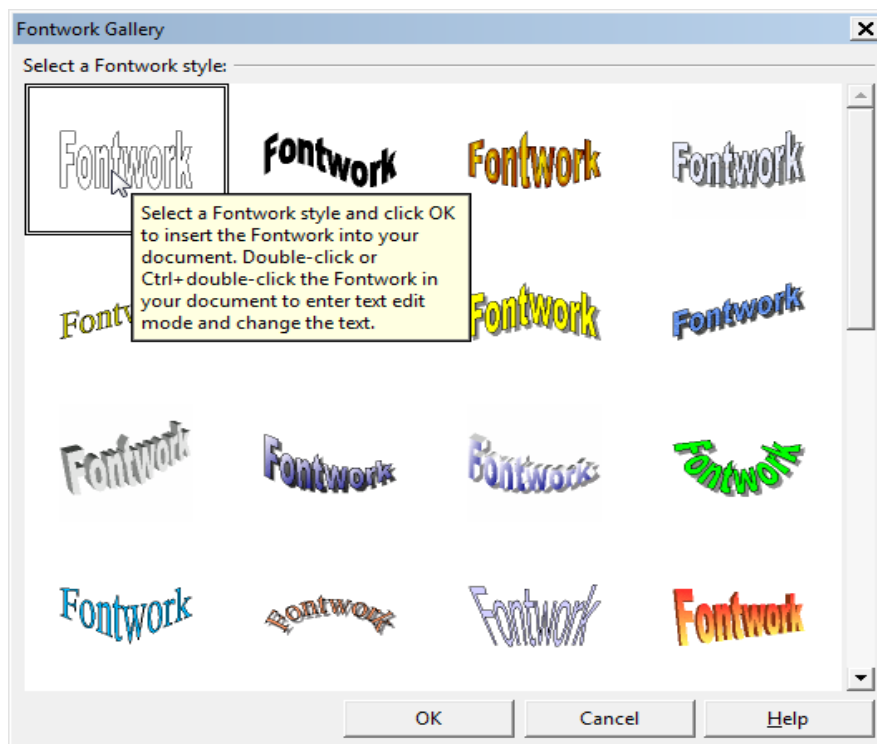 Fontwork Gallery
Select a Fontwork style:
Fontwork Fontwork Fontwork Fontwork
Select a Fontwork style and click OK
to insert the Fontwork into your
document. Double-click or
Ctrl+double-click the Fontwork in
your document to enter text edit
mode and change the text.
Fontwork Fontwork
Fontwork Fontwork Fontwork Fontwork
Fontwork Fontwork Fontwork Fontwork
OK Cancel Help